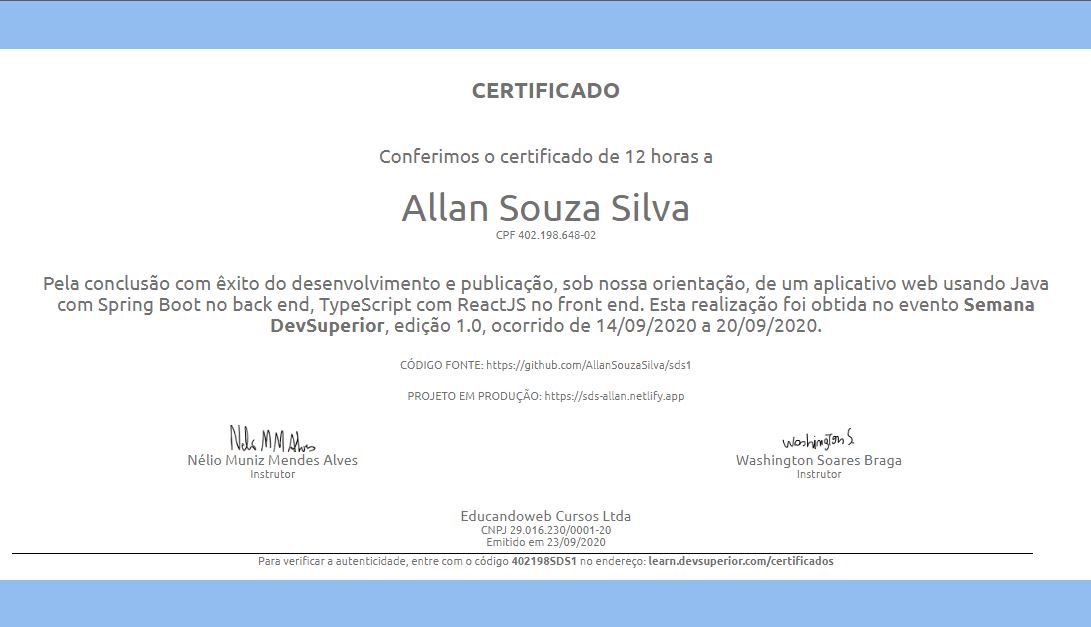 CERTIFICADO
Conferimos o certificado de 12 horas a
Allan Souza Silva
CPF 402.198.648-02
Pela conclusão com êxito do desenvolvimento e publicação, sob nossa orientação, de um aplicativo web usando Java
com Spring Boot no back end, TypeScript com ReactJS no front end. Esta realização foi obtida no evento Semana
DevSuperior, edição 1.0, ocorrido de 14/09/2020 a 20/09/2020.
CÓDIGO FONTE: https://github.com/AllanSouzaSilva/sds1
PROJETO EM PRODUÇÃO: https://sds-allan.netlify.app
Nelio M M Alves
Washington S.
Nélio Muniz Mendes Alves
Washington Soares Braga
Instrutor
Instrutor
Educandoweb Cursos Ltda
CNPJ 29.016.230/0001-20
Emitido em 23/09/2020
Para verificar a autenticidade, entre com o código 402198SDS1 no endereço: learn.devsuperior.com/certificados